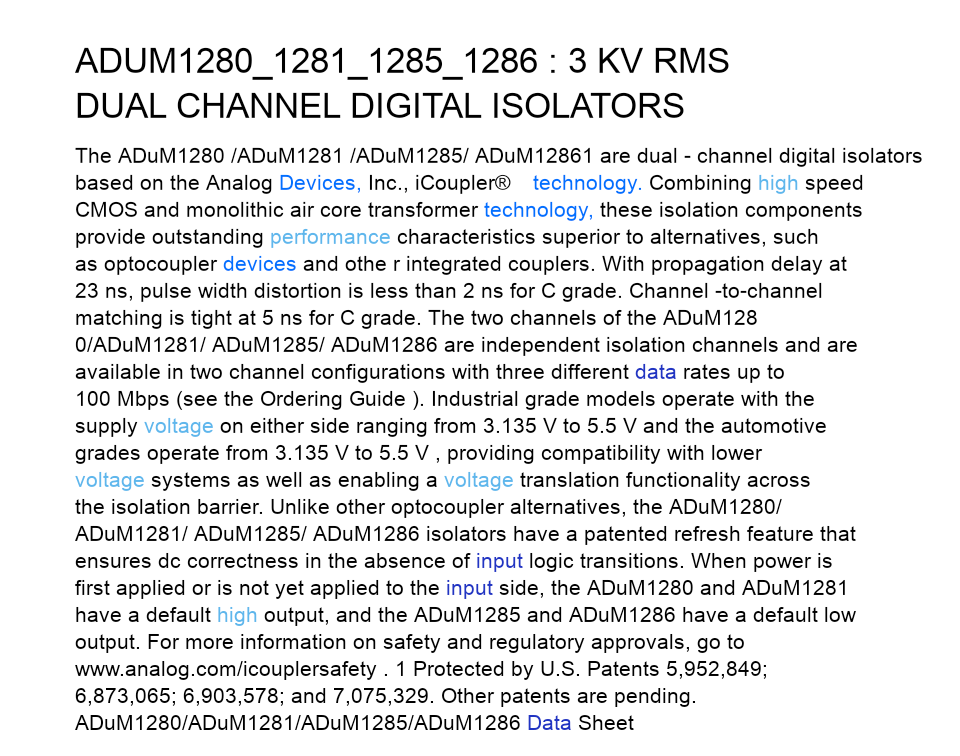 ADUM1280_1281_1285_1286 : 3 KV RMS
DUAL CHANNEL DIGITAL ISOLATORS
The ADuM1280 /ADuM1281 /ADuM1285/ ADuM12861 are dual - channel digital isolators
based on the Analog Devices, Inc., iCoupler® technology. Combining high speed
CMOS and monolithic air core transformer technology, these isolation components
provide outstanding performance characteristics superior to alternatives, such
as optocoupler devices and othe r integrated couplers. With propagation delay at
23 ns, pulse width distortion is less than 2 ns for C grade. Channel -to-channel
matching is tight at 5 ns for C grade. The two channels of the ADuM128
0/ADuM1281/ ADuM1285/ ADuM1286 are independent isolation channels and are
available in two channel configurations with three different data rates up to
100 Mbps (see the Ordering Guide ). Industrial grade models operate with the
supply voltage on either side ranging from 3.135 V to 5.5 V and the automotive
grades operate from 3.135 V to 5.5 V , providing compatibility with lower
voltage systems as well as enabling a voltage translation functionality across
the isolation barrier. Unlike other optocoupler alternatives, the ADuM1280/
ADuM1281/ ADuM1285/ ADuM1286 isolators have a patented refresh feature that
ensures dc correctness in the absence of input logic transitions. When power is
first applied or is not yet applied to the input side, the ADuM1280 and ADuM1281
have a default high output, and the ADuM1285 and ADuM1286 have a default low
output. For more information on safety and regulatory approvals, go to
www.analog.com/icouplersafety . 1 Protected by U.S. Patents 5,952,849;
6,873,065; 6,903,578; and 7,075,329. Other patents are pending.
ADuM1280/ADuM1281/ADuM1285/ADuM1286 Data Sheet